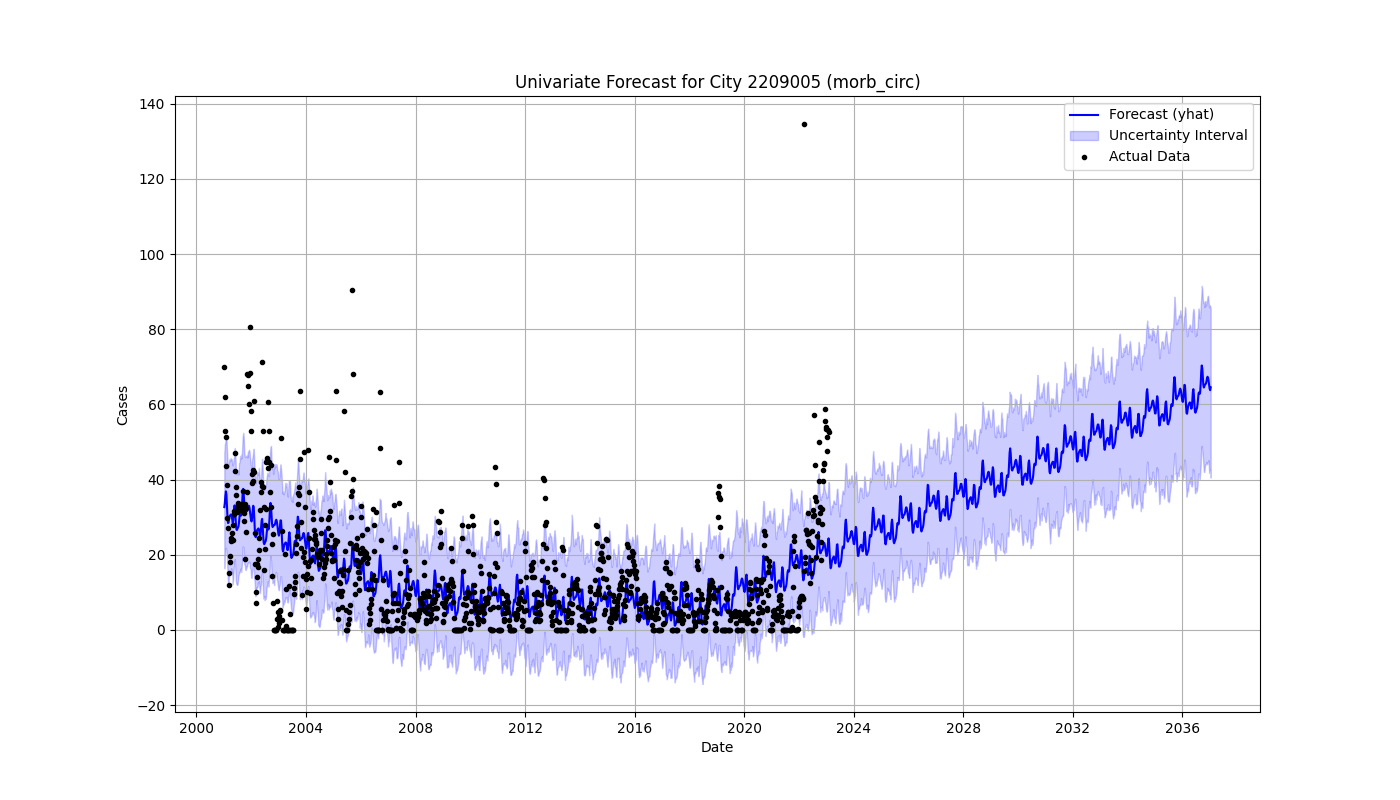 Univariate Forecast for City 2209005 (morb_circ)
Forecast (yhat)
Uncertainty Interval
Actual Data
Cases
140
120
100
80
60
40
20
0
−20
2000 2004 2008 2012 2016 2020 2024 2028 2032 2036
Date